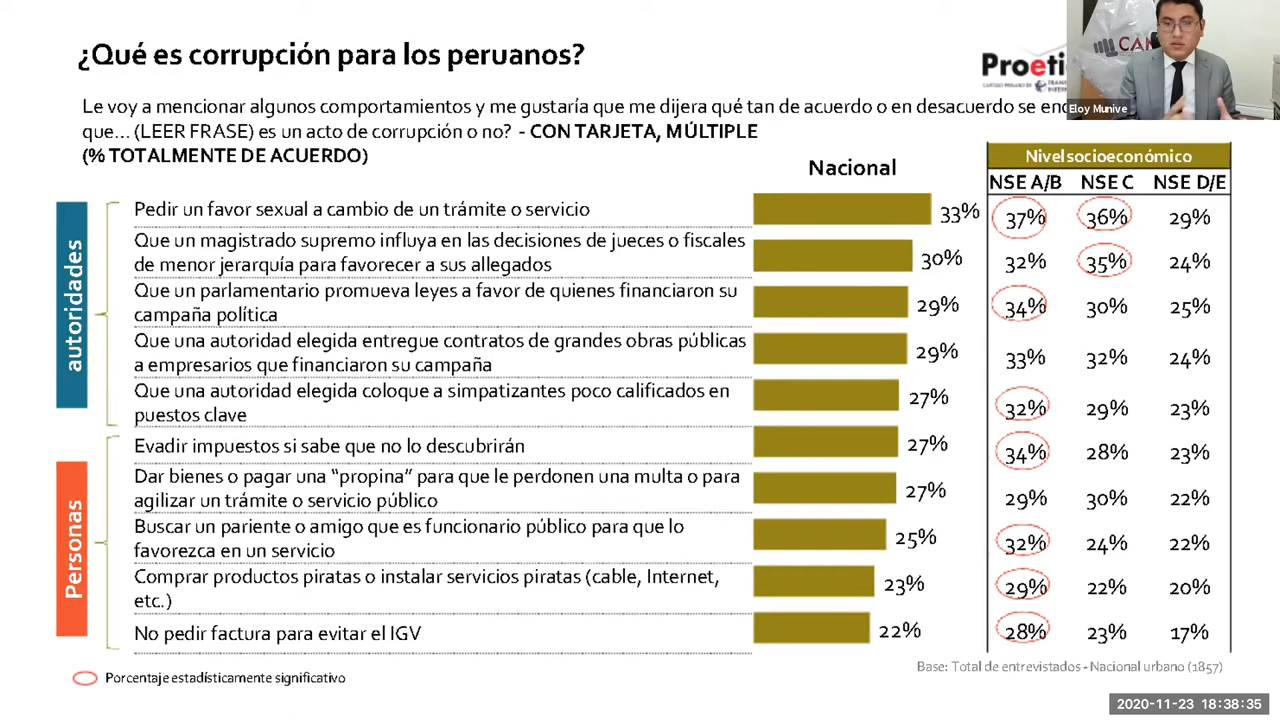 ¿Qué es corrupción para los peruanos?
Le voy a mencionar algunos comportamientos y me gustaría que me dijera qué tan de acuerdo o en desacuerdo se
que… (LEER FRASE) es un acto de corrupción o no? - CON TARJETA, MÚLTIPLE
(% TOTALMENTE DE ACUERDO)
Eloy Munive
Nacional
Nivel socioeconómico
NSE A/B NSE C NSE D/E
autoridades
Pedir un favor sexual a cambio de un trámite o servicio 33% 37% 36% 29%
Que un magistrado supremo influya en las decisiones de jueces o fiscales
de menor jerarquía para favorecer a sus allegados 30% 32% 35% 24%
Que un parlamentario promueva leyes a favor de quienes financiaron su
campaña política 29% 34% 30% 25%
Que una autoridad elegida entregue contratos de grandes obras públicas
a empresarios que financiaron su campaña 29% 33% 32% 24%
Que una autoridad elegida coloque a simpatizantes poco calificados en
puestos clave 27% 32% 29% 23%
Personas
Evadir impuestos si sabe que no lo descubrirán 27% 34% 28% 23%
Dar bienes o pagar una “propina” para que le perdonen una multa o para
agilizar un trámite o servicio público 27% 29% 30% 22%
Buscar un pariente o amigo que es funcionario público para que lo
favorezca en un servicio 25% 32% 24% 22%
Comprar productos piratas o instalar servicios piratas (cable, Internet,
etc.) 23% 29% 22% 20%
No pedir factura para evitar el IGV 22% 28% 23% 17%
Base: Total de entrevistados - Nacional urbano (1857)
Porcentaje estadísticamente significativo
2020-11-23 18:38:35